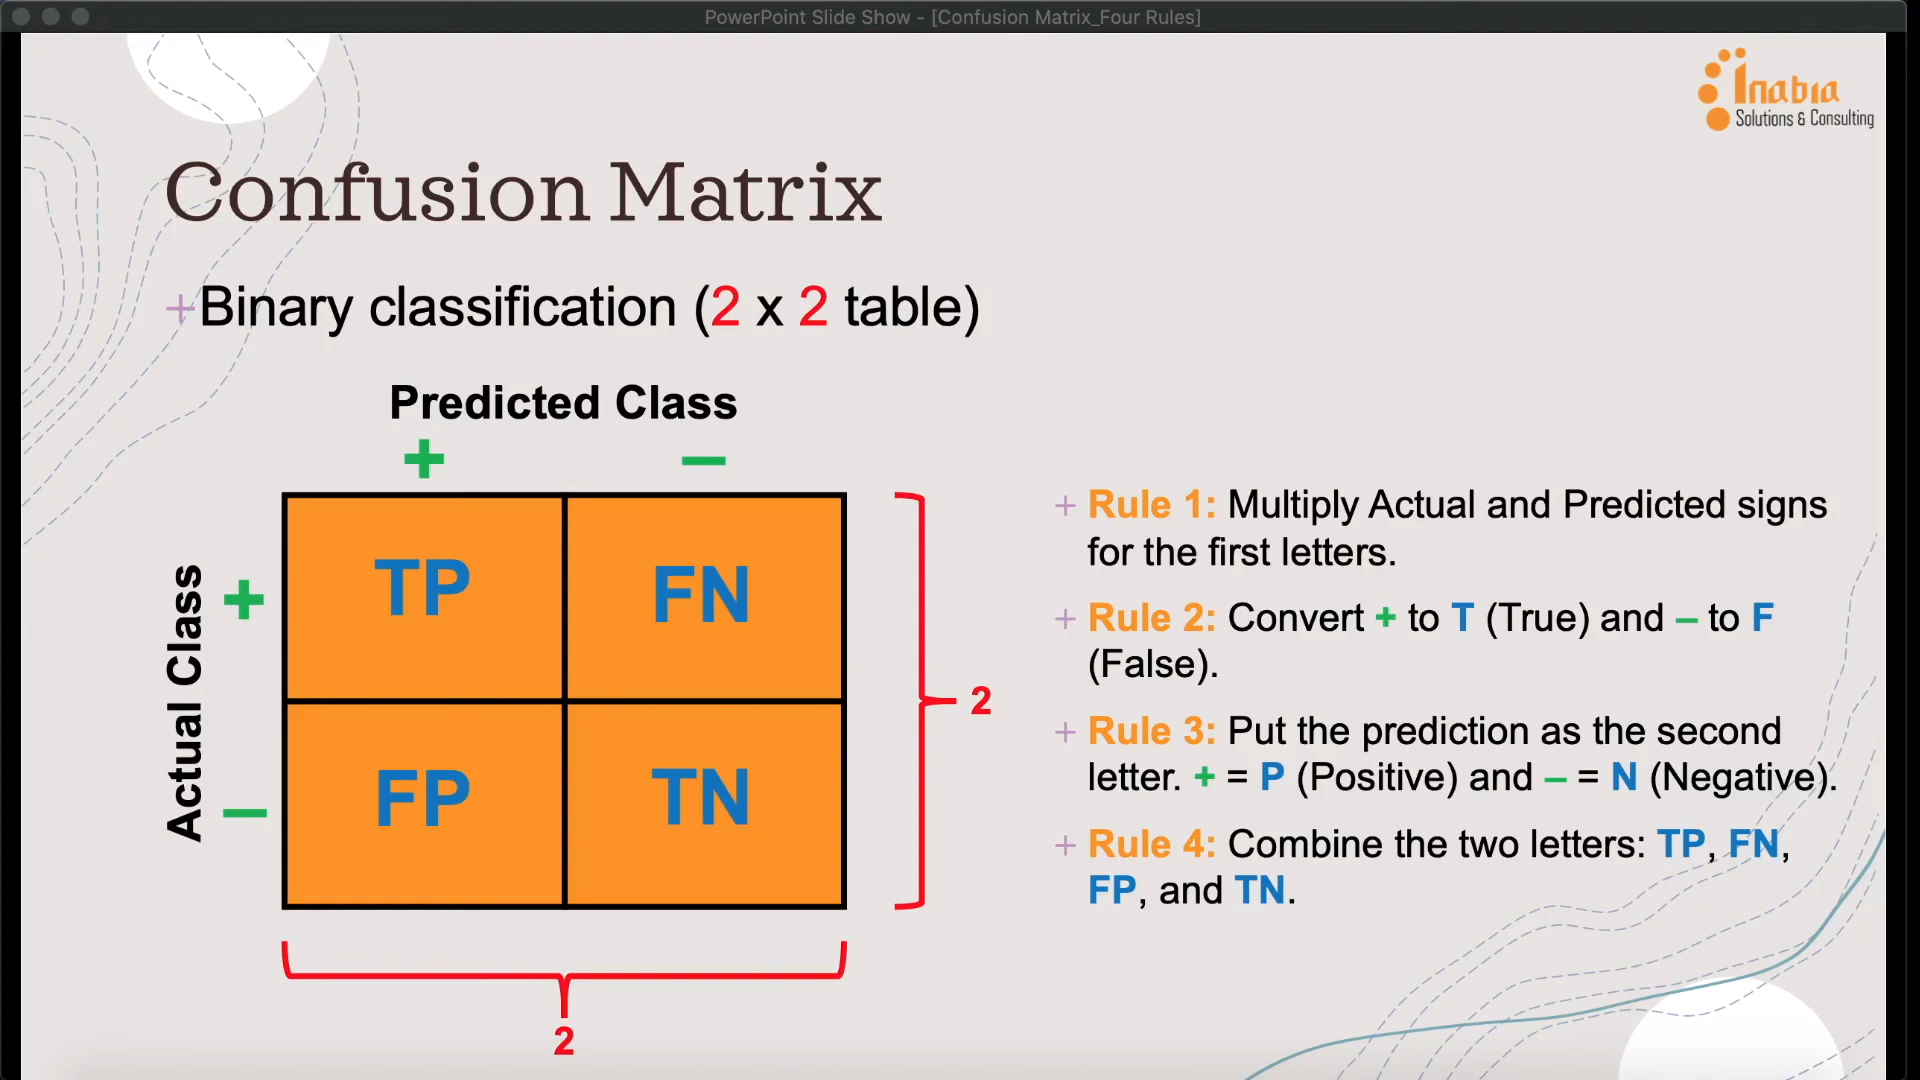 PowerPoint Slide Show - [Confusion Matrix_Four Rules]
Inabia
Solutions & Consulting
Confusion Matrix
+Binary classification (2 x 2 table)
Predicted Class
+ –
Actual Class
+
–
TP FN
FP TN
2
2
+ Rule 1: Multiply Actual and Predicted signs
for the first letters.
+ Rule 2: Convert + to T (True) and – to F
(False).
+ Rule 3: Put the prediction as the second
letter. + = P (Positive) and – = N (Negative).
+ Rule 4: Combine the two letters: TP, FN,
FP, and TN.